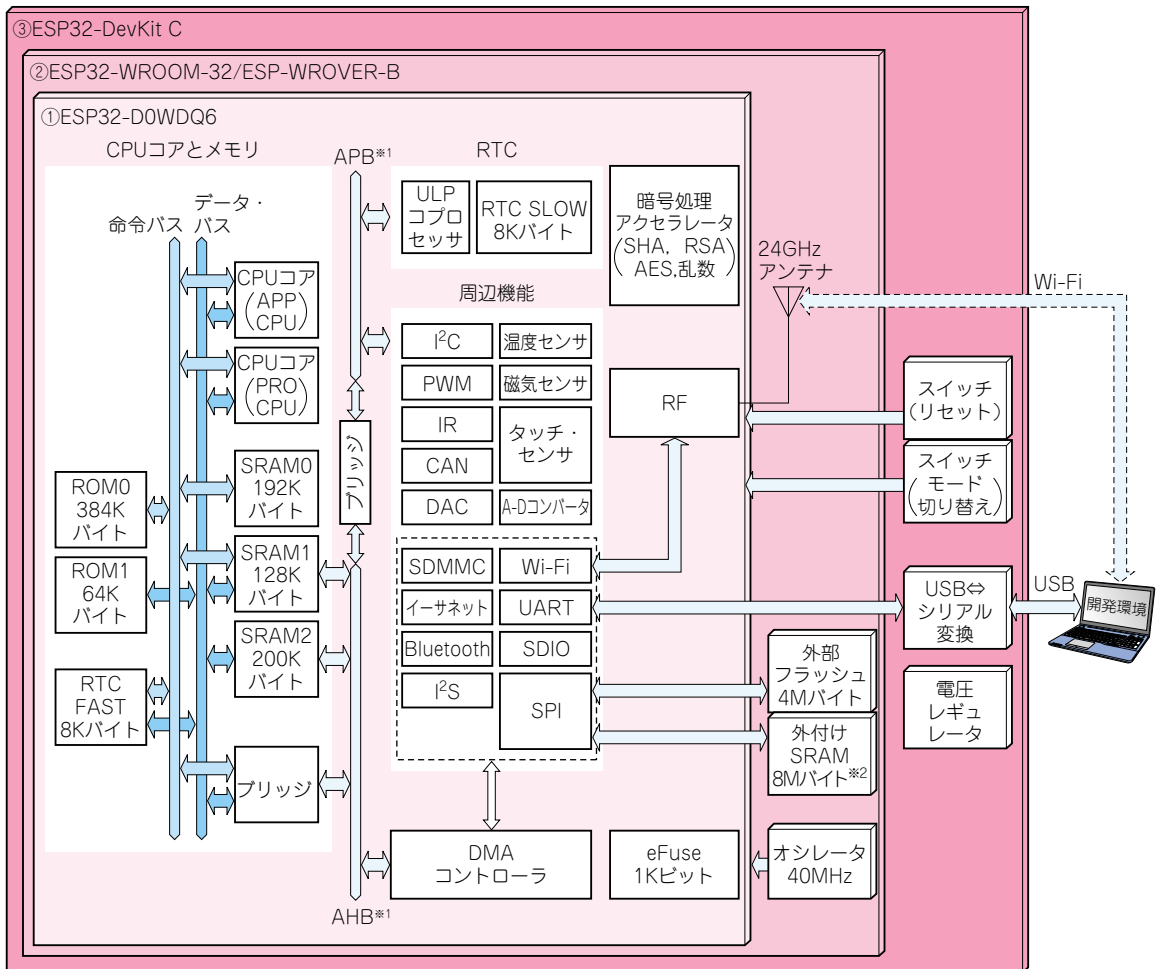 ③ESP32-DevKit C
②ESP32-WROOM-32/ESP-WROVER-B
①ESP32-D0WDQ6
CPUコアとメモリ
命令バス
データ・
バス
CPUコア
(APP
CPU)
CPUコア
(PRO
CPU)
SRAM0
192K
バイト
ROM0
384K
バイト
SRAM1
128K
バイト
ROM1
64K
バイト
SRAM2
200K
バイト
RTC
FAST
8Kバイト
ブリッジ
APB※1
ブリッジ
AHB※1
RTC
ULP
コプロ
セッサ
RTC SLOW
8Kバイト
周辺機能
I²C
温度センサ
PWM
磁気センサ
IR
タッチ・
センサ
CAN
DAC
A-Dコンバータ
SDMMC
Wi-Fi
イーサネット
UART
Bluetooth
SDIO
I²S
SPI
DMA
コントローラ
暗号処理
アクセラレータ
(SHA, RSA
AES,乱数)
RF
eFuse
1Kビット
24GHz
アンテナ
外部
フラッシュ
4Mバイト
外付け
SRAM
8Mバイト※2
オシレータ
40MHz
Wi-Fi
スイッチ
(リセット)
スイッチ
(モード
切り替え)
USB⇔
シリアル
変換
USB
開発環境
電圧
レギュ
レータ